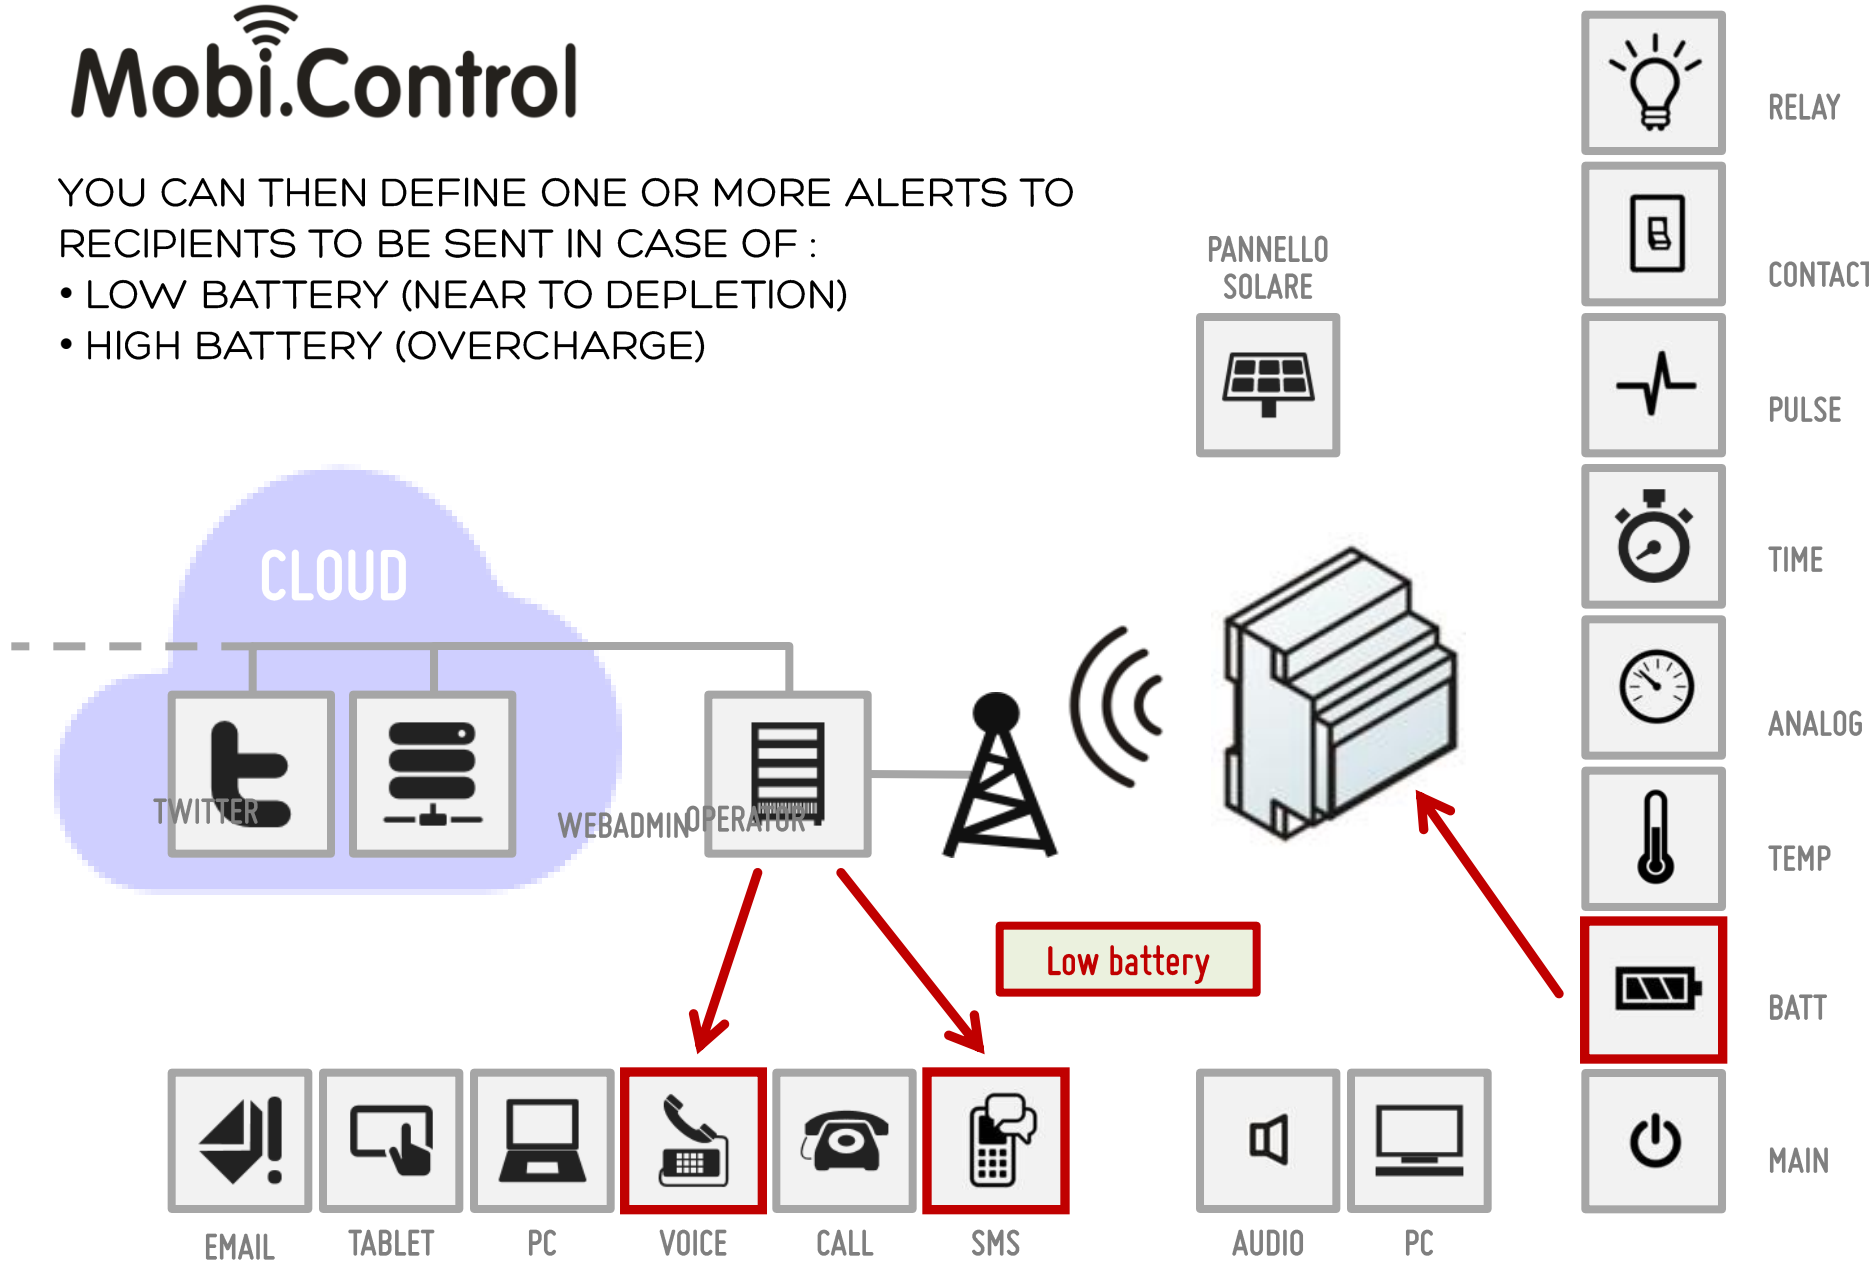 Mobi.Control
YOU CAN THEN DEFINE ONE OR MORE ALERTS TO
RECIPIENTS TO BE SENT IN CASE OF :
• LOW BATTERY (NEAR TO DEPLETION)
• HIGH BATTERY (OVERCHARGE)
PANNELLO
SOLARE
RELAY
CONTACT
PULSE
TIME
ANALOG
TEMP
BATT
MAIN
CLOUD
TWITTER
WEBADMIN
OPERATOR
Low battery
EMAIL
TABLET
PC
VOICE
CALL
SMS
AUDIO
PC